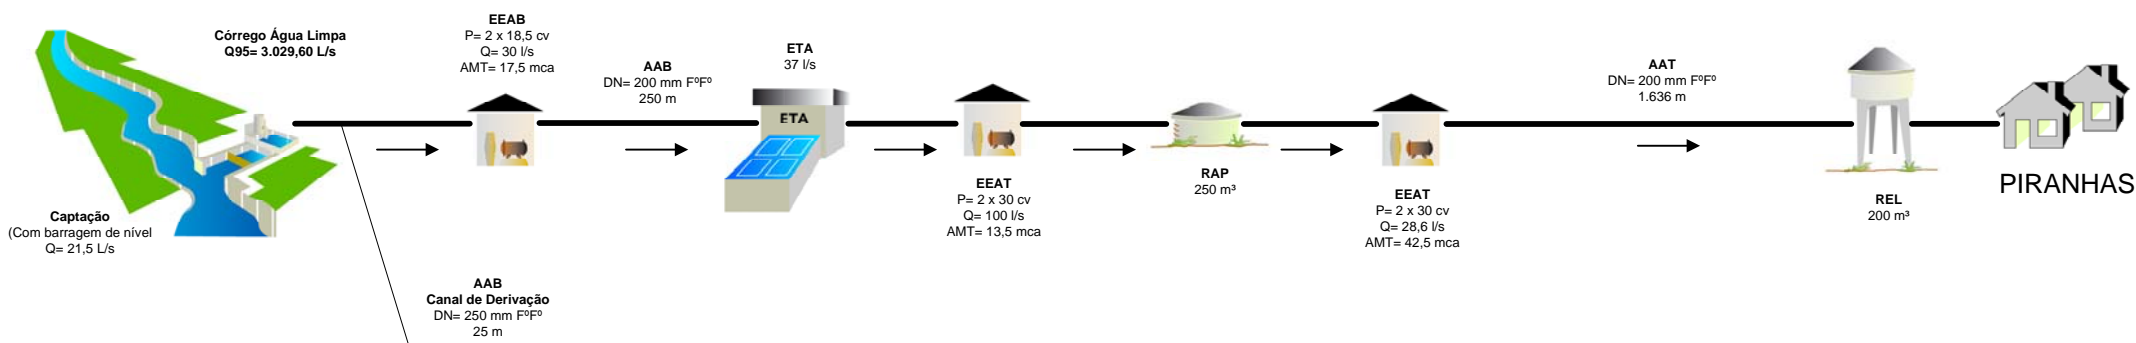 Córrego Água Limpa
Q95= 3.029,60 L/s
Captação
(Com barragem de nível
Q= 21,5 L/s
AAB
Canal de Derivação
DN= 250 mm FºFº
25 m
EEAB
P= 2 x 18,5 cv
Q= 30 l/s
AMT= 17,5 mca
AAB
DN= 200 mm FºFº
250 m
ETA
37 l/s
ETA
EEAT
P= 2 x 30 cv
Q= 100 l/s
AMT= 13,5 mca
RAP
250 m³
EEAT
P= 2 x 30 cv
Q= 28,6 l/s
AMT= 42,5 mca
AAT
DN= 200 mm FºFº
1.636 m
REL
200 m³
PIRANHAS